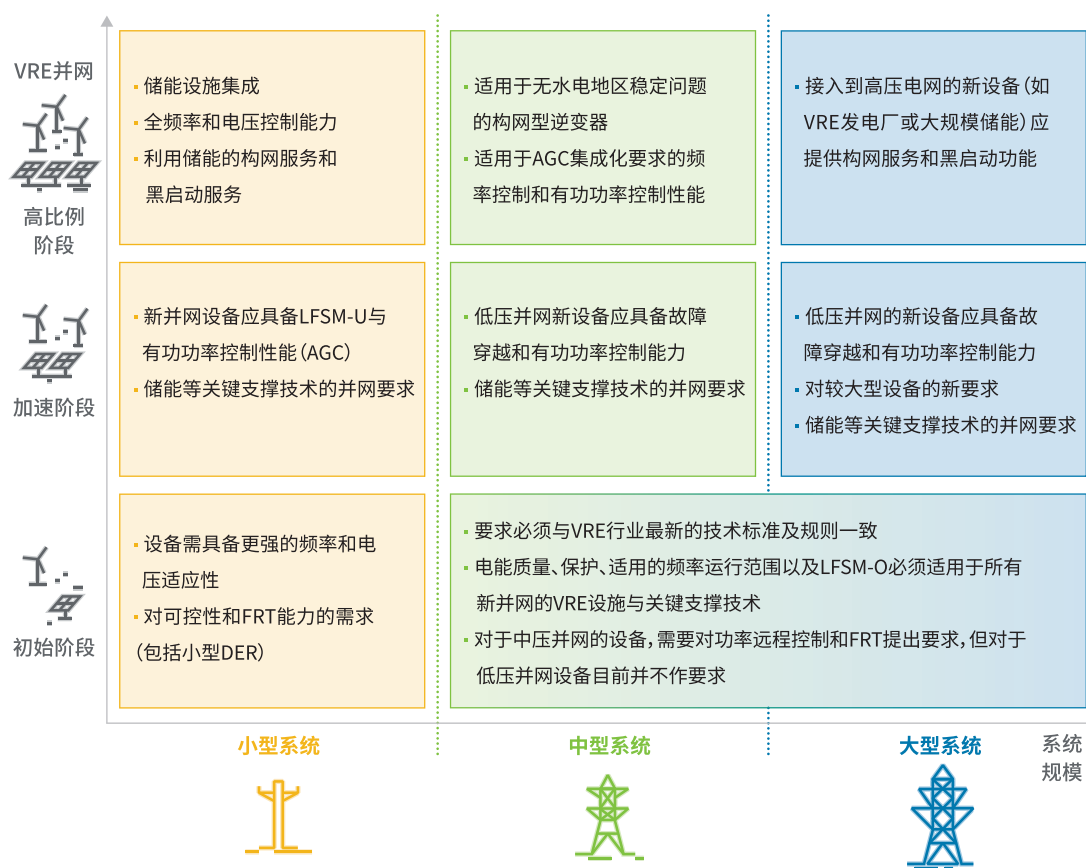 VRE并网
高比例
阶段
· 储能设施集成
· 全频率和电压控制能力
· 利用储能的构网服务和
黑启动服务
· 适用于无水电地区稳定问题
的构网型逆变器
· 适用于AGC集成化要求的频
率控制和有功功率控制性能
· 接入到高压电网的新设备(如
VRE发电厂或大规模储能)应
提供构网服务和黑启动功能
加速阶段
· 新并网设备应具备LFSM-U与
有功功率控制性能(AGC)
· 储能等关键支撑技术的并网要求
· 低压并网新设备应具备故障
穿越和有功功率控制能力
· 储能等关键支撑技术的并网要求
· 低压并网的新设备应具备故
障穿越和有功功率控制能力
· 对较大型设备的新要求
· 储能等关键支撑技术的并网要求
初始阶段
· 设备需具备更强的频率和电
压适应性
· 对可控性和FRT能力的需求
(包括小型DER)
· 要求必须与VRE行业最新的技术标准及规则一致
· 电能质量、保护、适用的频率运行范围以及LFSM-O必须适用于所有
新并网的VRE设施与关键支撑技术
· 对于中压并网的设备,需要对功率远程控制和FRT提出要求,但对于
低压并网设备目前并不作要求
小型系统
中型系统
大型系统
系统
规模